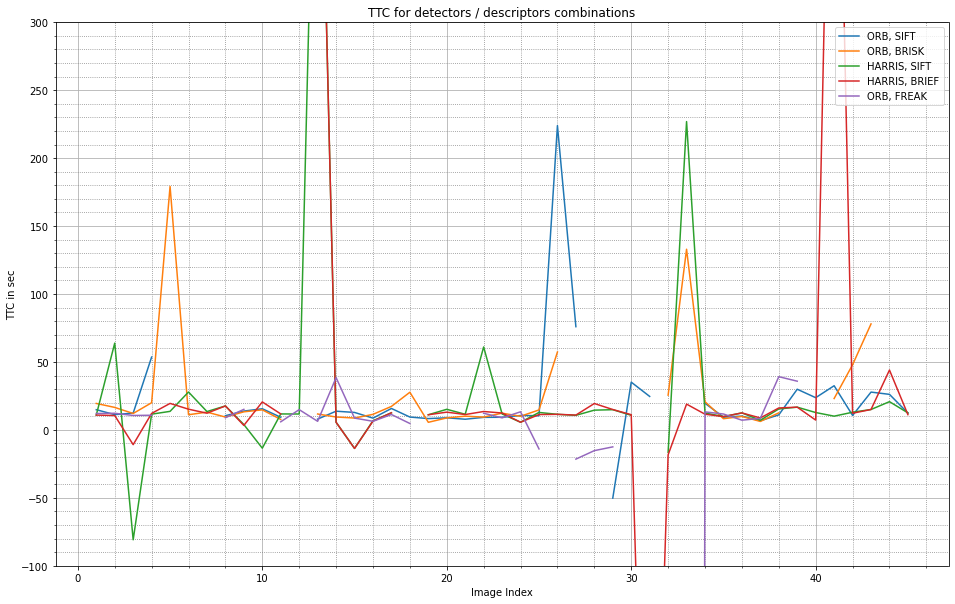 TTC for detectors / descriptors combinations
300
250
200
150
100
50
0
−50
−100
TTC in sec
ORB, SIFT
ORB, BRISK
HARRIS, SIFT
HARRIS, BRIEF
ORB, FREAK
0 10 20 30 40
Image Index